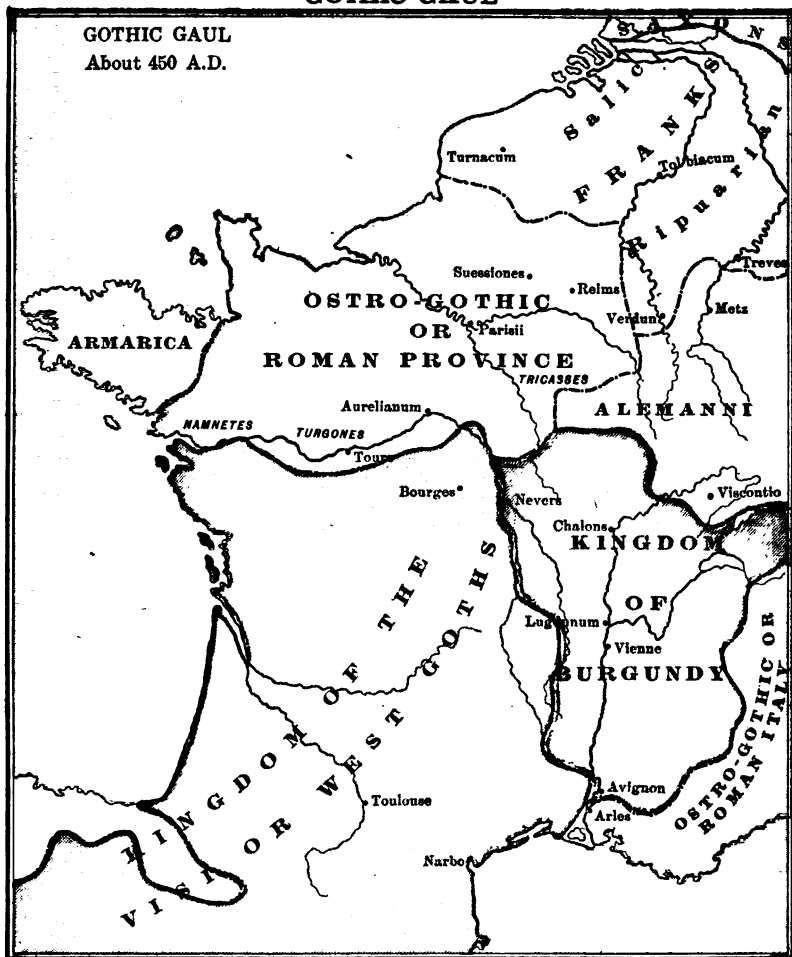 GOTHIC GAUL
About 450 A.D.
SAXONS
Salic
FRANKS
Ripuarian
Turnacum
Tolbiacum
Treves
Suessiones
Reims
OSTRO-GOTHIC
OR
ROMAN PROVINCE
Verdun
Metz
Parisii
ARMARICA
TRICASSES
ALEMANNI
Aurelianum
NAMNETES
TURGONES
Tours
Bourges
Nevers
Viscontio
Chalons
KINGDOM
OF
BURGUNDY
Lugdunum
Vienne
KINGDOM OF THE
VISI OR WEST GOTHS
OSTRO-GOTHIC OR
ROMAN ITALY
Avignon
Arles
Toulouse
Narbo